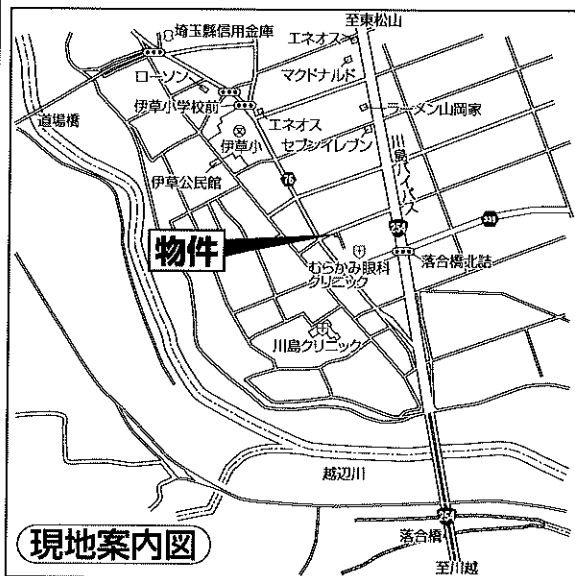 至東松山
埼玉縣信用金庫
エネオス
ローソン
マクドナルド
伊草小学校前
道場橋
エネオス
ラーメン山岡家
伊草小
セブンイレブン
川島バイパス
伊草公民館
76
254
物件
むらかみ眼科
クリニック
落合橋北詰
川島クリニック
越辺川
254
落合橋
現地案内図
至川越